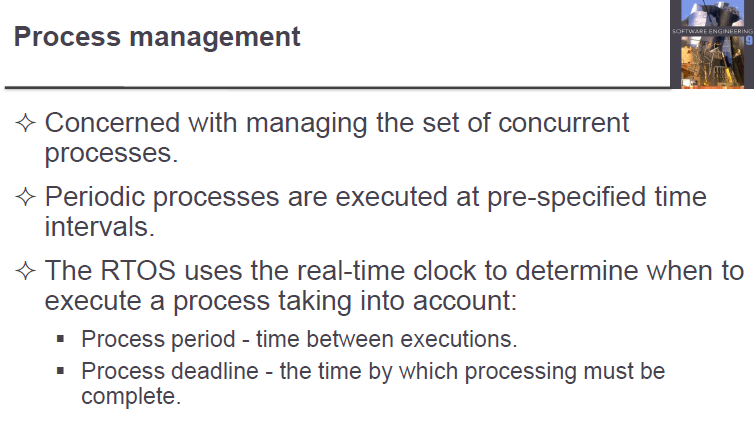 Process management
SOFTWARE ENGINEERING
9
✧ Concerned with managing the set of concurrent
processes.
✧ Periodic processes are executed at pre-specified time
intervals.
✧ The RTOS uses the real-time clock to determine when to
execute a process taking into account:
▪ Process period - time between executions.
▪ Process deadline - the time by which processing must be
complete.